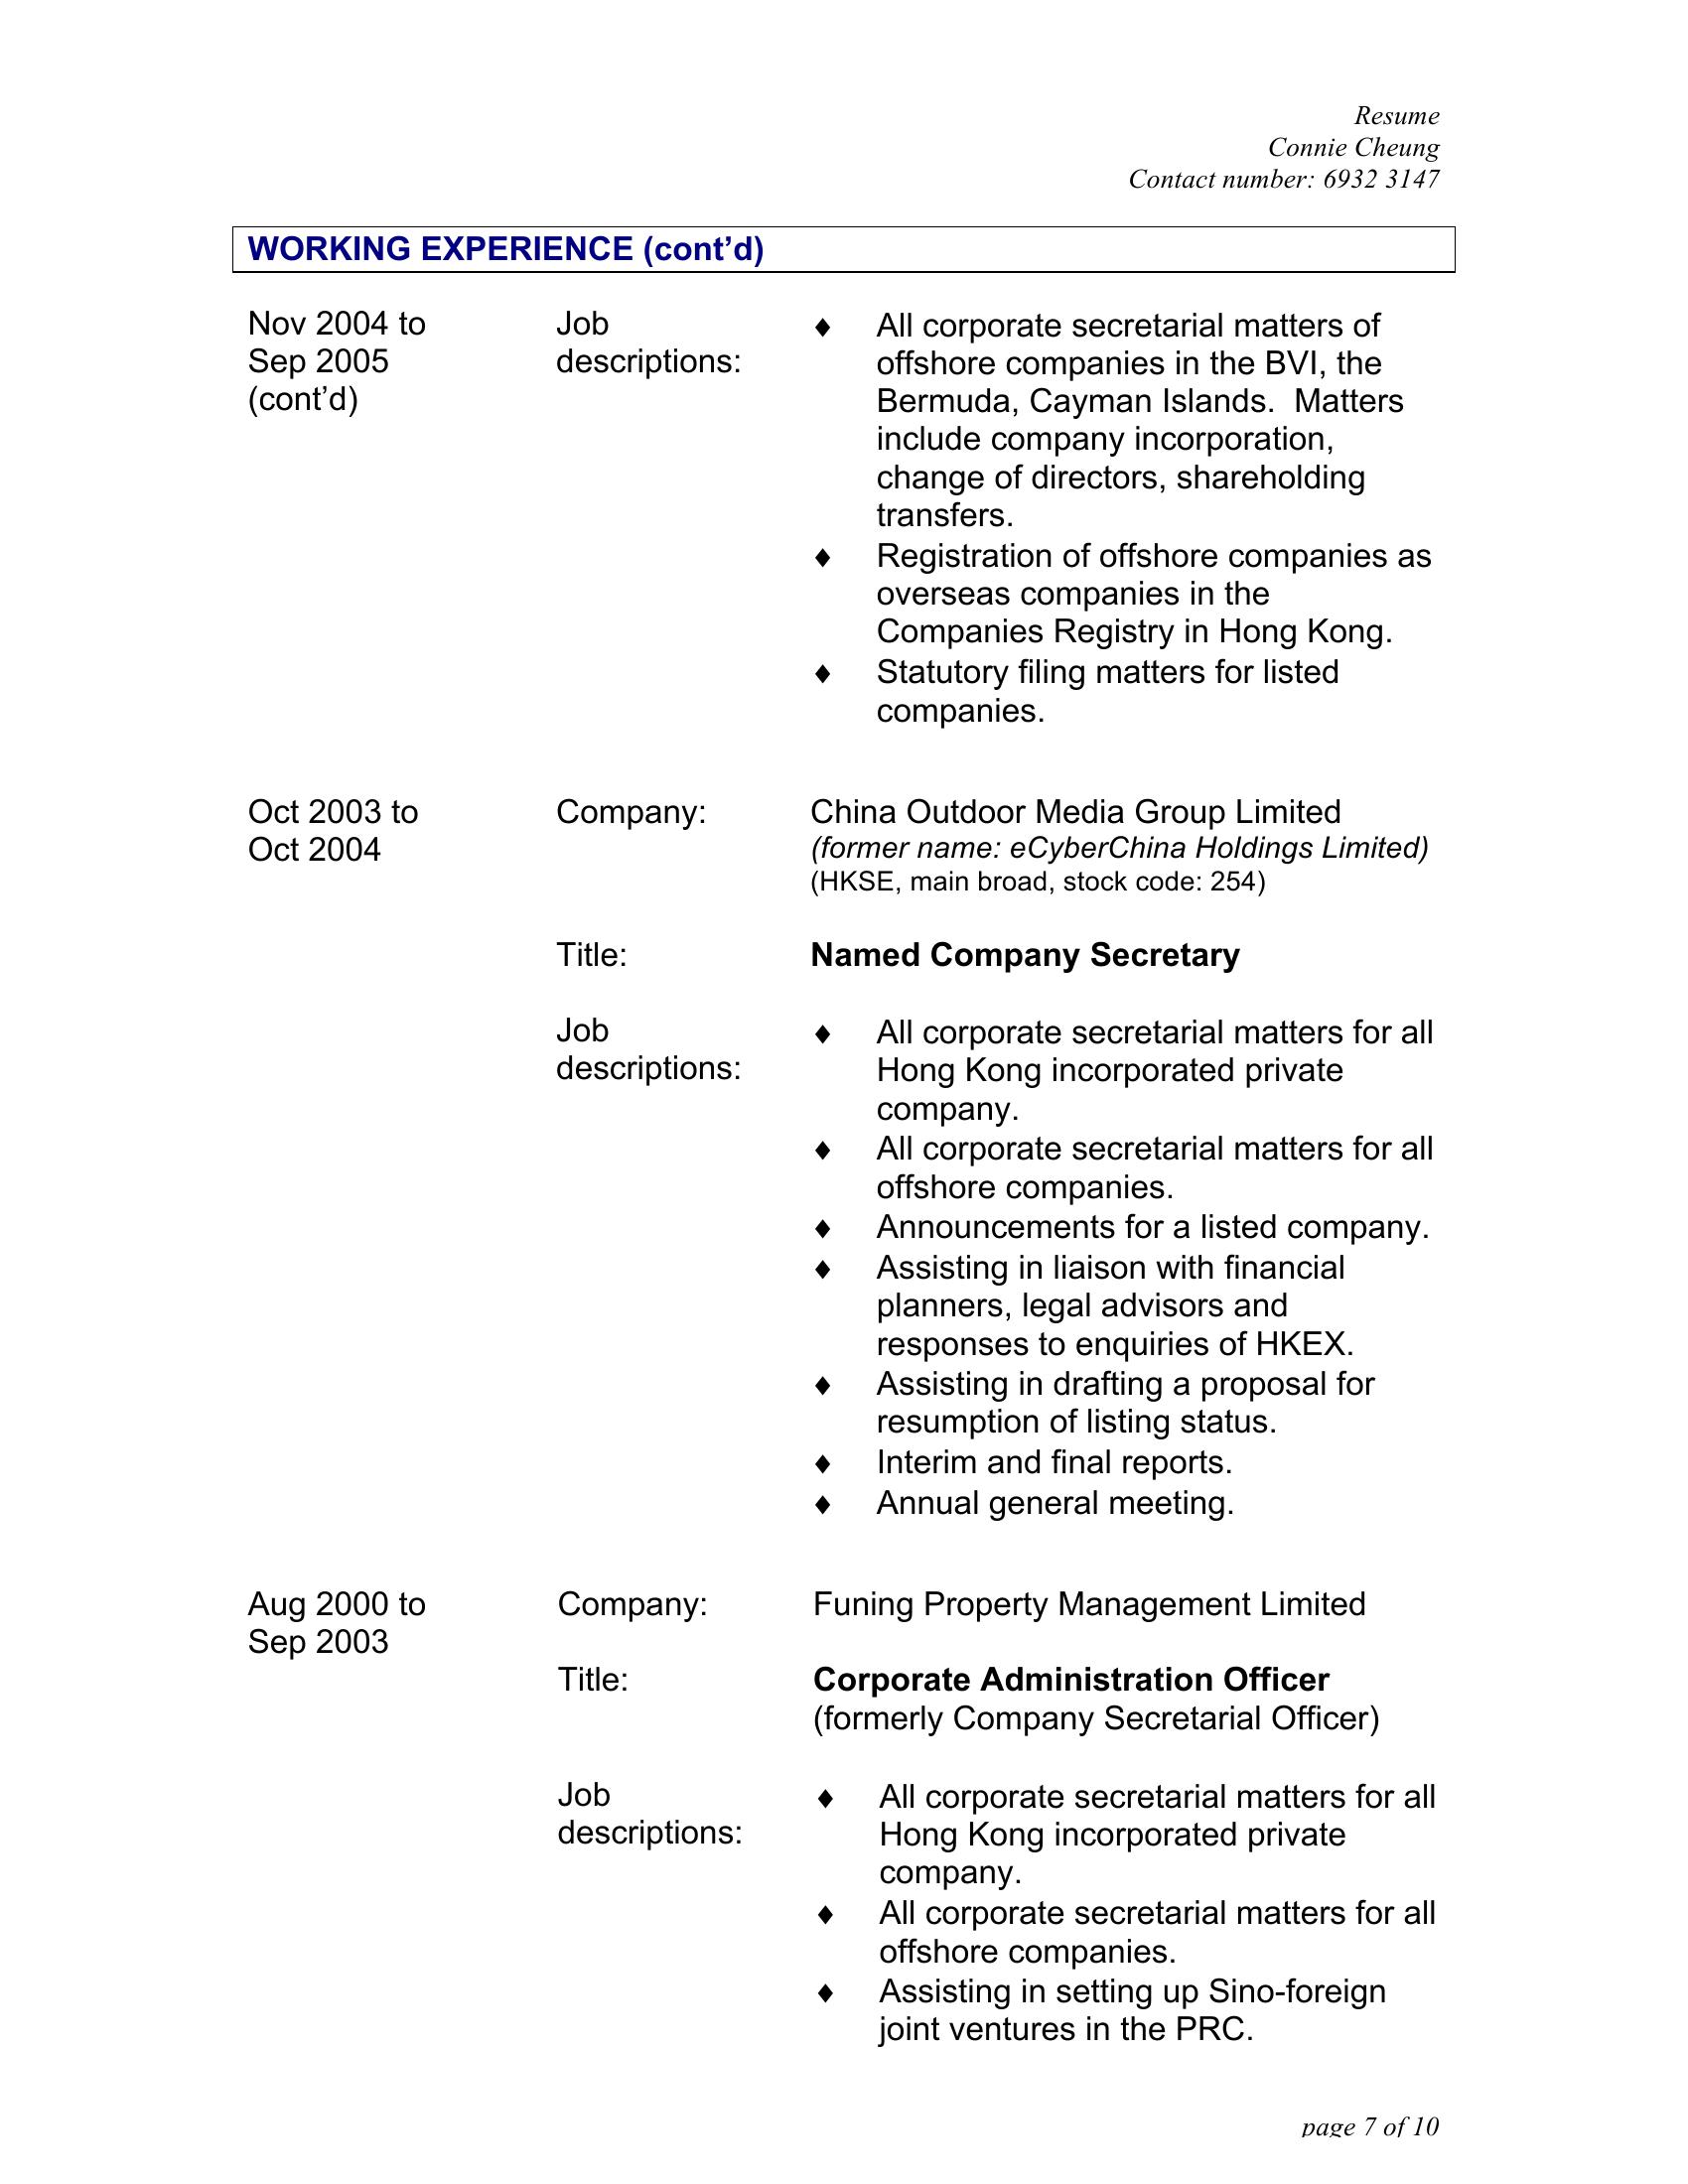 Resume
Connie Cheung
Contact number: 6932 3147
WORKING EXPERIENCE (cont’d)
Nov 2004 to
Sep 2005
(cont’d)
Job
descriptions:
♦ All corporate secretarial matters of
offshore companies in the BVI, the
Bermuda, Cayman Islands.  Matters
include company incorporation,
change of directors, shareholding
transfers.
♦ Registration of offshore companies as
overseas companies in the
Companies Registry in Hong Kong.
♦ Statutory filing matters for listed
companies.
Oct 2003 to
Oct 2004
Company:
China Outdoor Media Group Limited
(former name: eCyberChina Holdings Limited)
(HKSE, main broad, stock code: 254)
Title:
Named Company Secretary
Job
descriptions:
♦ All corporate secretarial matters for all
Hong Kong incorporated private
company.
♦ All corporate secretarial matters for all
offshore companies.
♦ Announcements for a listed company.
♦ Assisting in liaison with financial
planners, legal advisors and
responses to enquiries of HKEX.
♦ Assisting in drafting a proposal for
resumption of listing status.
♦ Interim and final reports.
♦ Annual general meeting.
Aug 2000 to
Sep 2003
Company:
Funing Property Management Limited
Title:
Corporate Administration Officer
(formerly Company Secretarial Officer)
Job
descriptions:
♦ All corporate secretarial matters for all
Hong Kong incorporated private
company.
♦ All corporate secretarial matters for all
offshore companies.
♦ Assisting in setting up Sino-foreign
joint ventures in the PRC.
page 7 of 10